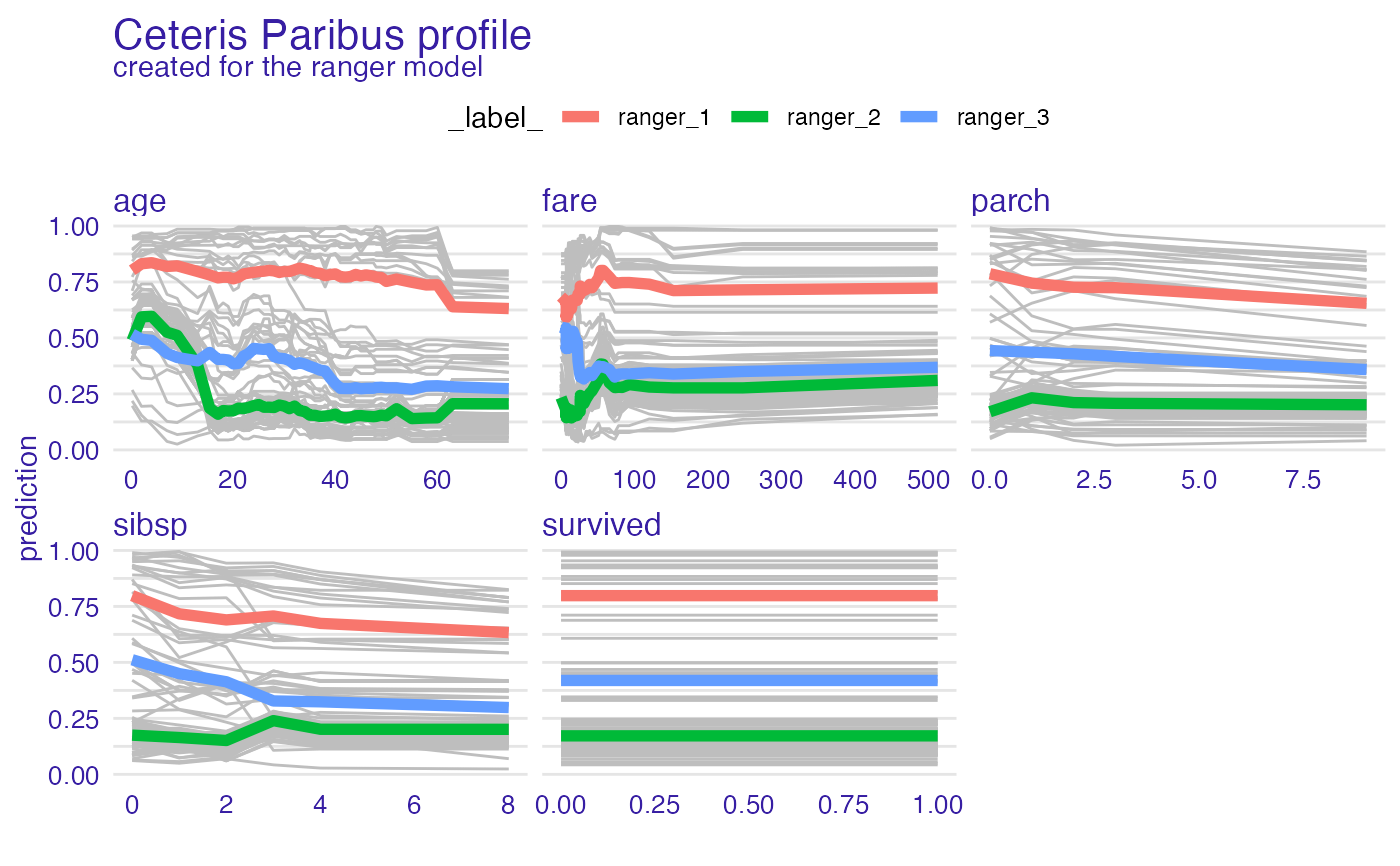 Ceteris Paribus profile
created for the ranger model
_label_ ranger_1 ranger_2 ranger_3
age fare parch
1.00
0.75
0.50
0.25
0.00
0 20 40 60 0 100 200 300 400 500 0.0 2.5 5.0 7.5
prediction
sibsp survived
1.00
0.75
0.50
0.25
0.00
0 2 4 6 8 0.00 0.25 0.50 0.75 1.00